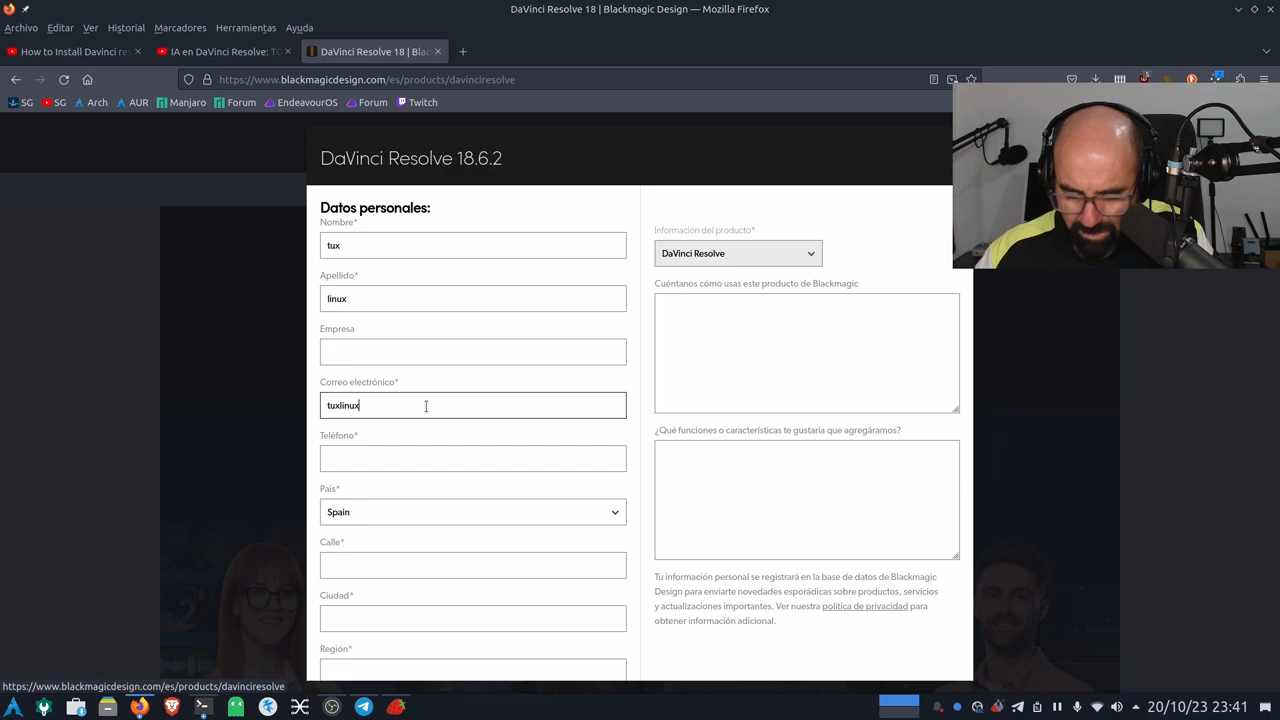 DaVinci Resolve 18 | Blackmagic Design — Mozilla Firefox
Archivo Editar Ver Historial Marcadores Herramientas Ayuda
How to Install Davinci re
IA en DaVinci Resolve: TO
DaVinci Resolve 18 | Blac
https://www.blackmagicdesign.com/es/products/davinciresolve
SG SG Arch AUR Manjaro Forum EndeavourOS Forum Twitch
DaVinci Resolve 18.6.2
Datos personales:
Nombre*
tux
Apellido*
linux
Empresa
Correo electrónico*
tuxlinux
Teléfono*
País*
Spain
Calle*
Ciudad*
Región*
Información del producto*
DaVinci Resolve
Cuéntanos cómo usas este producto de Blackmagic
¿Qué funciones o características te gustaría que agregáramos?
Tu información personal se registrará en la base de datos de Blackmagic
Design para enviarte novedades esporádicas sobre productos, servicios
y actualizaciones importantes. Ver nuestra política de privacidad para
obtener información adicional.
https://www.blackmagicdesign.com/es/products/davinciresolve
20/10/23 23:41